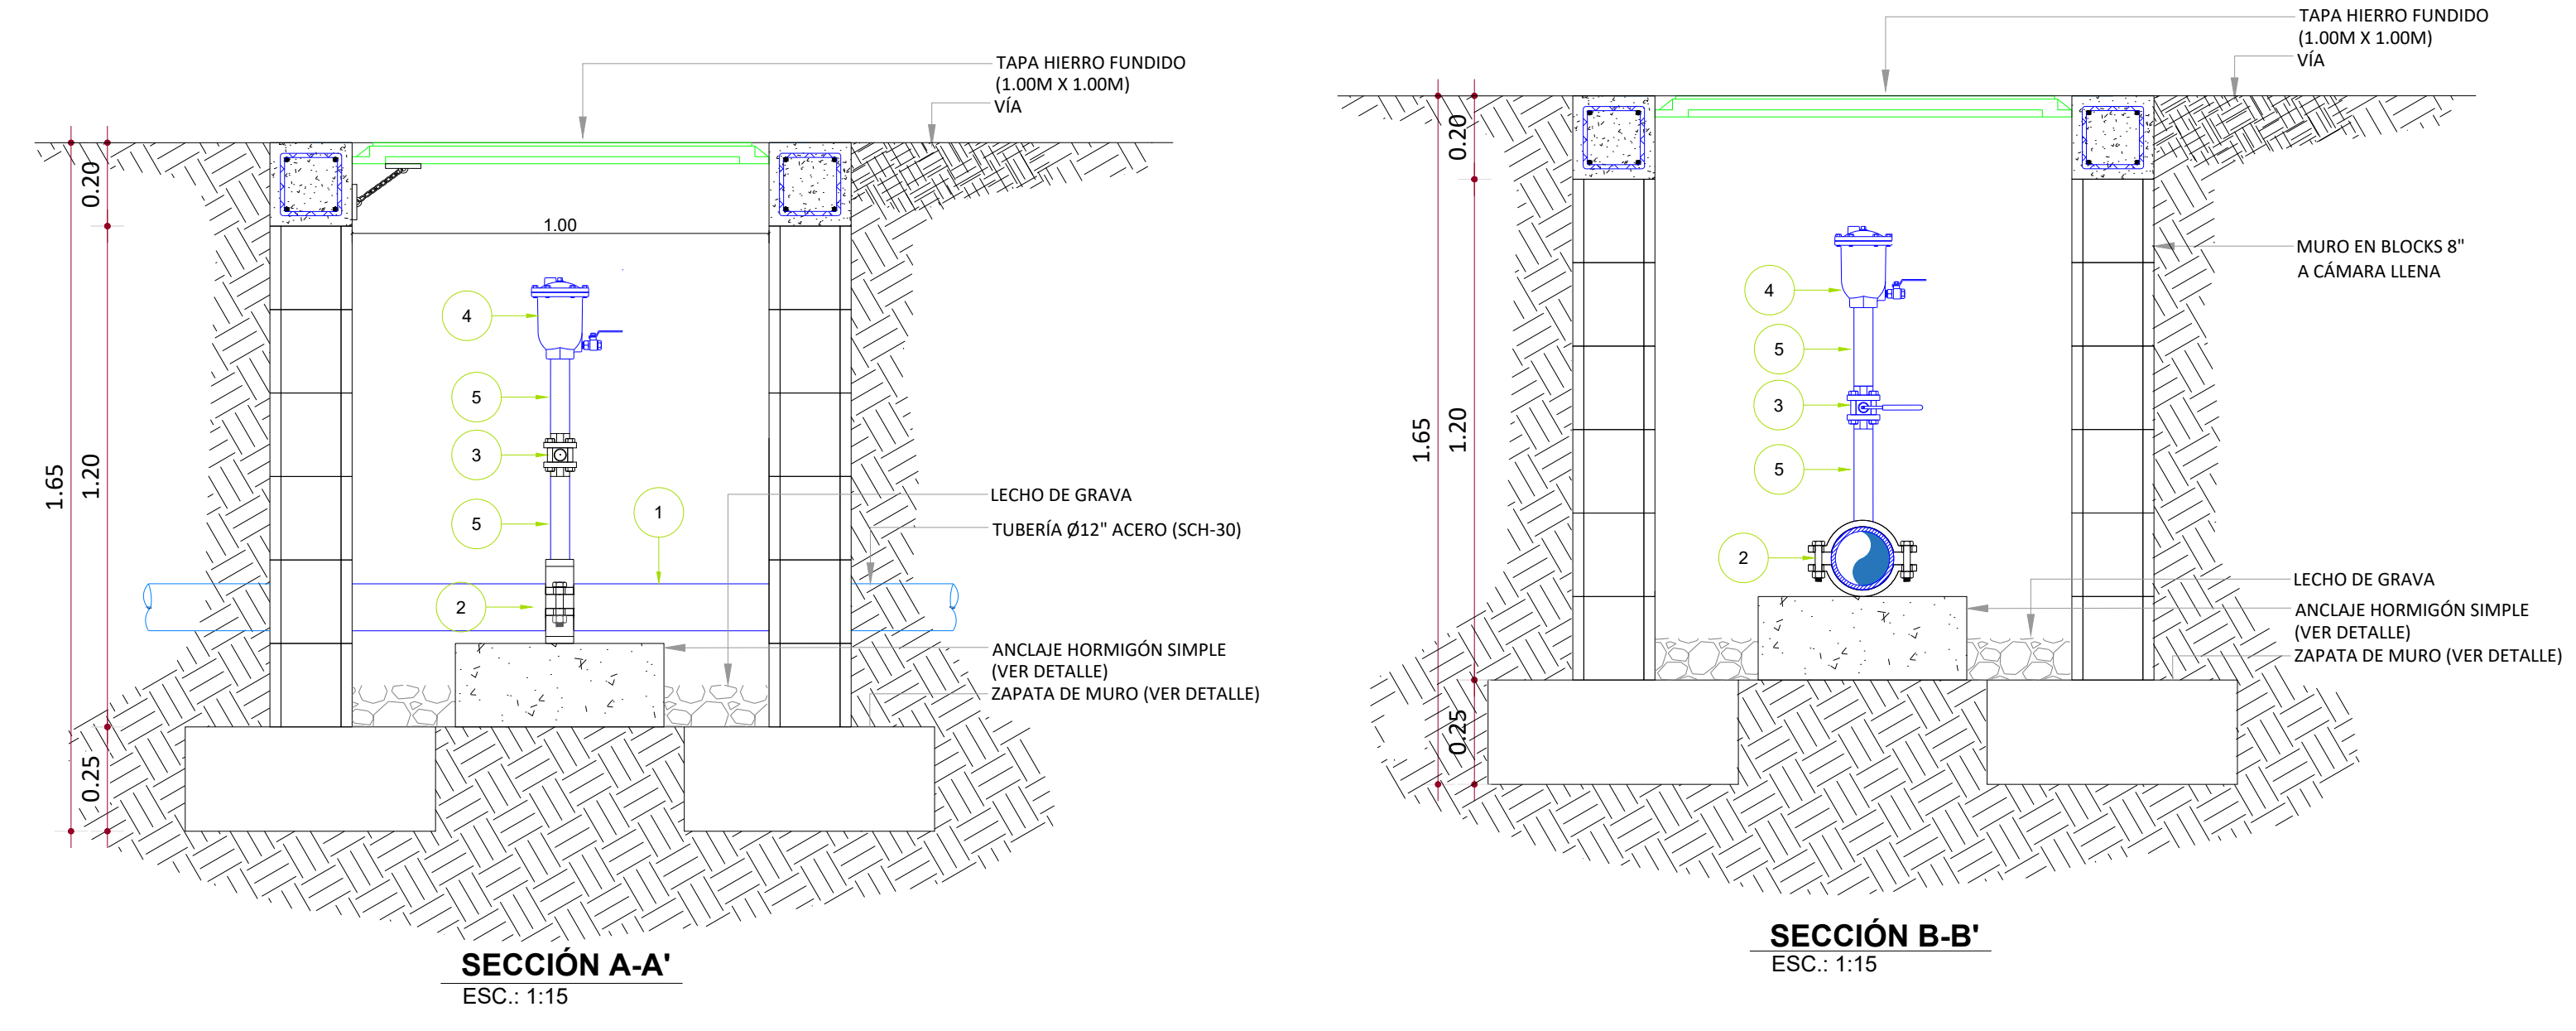 TAPA HIERRO FUNDIDO
(1.00M X 1.00M)
VÍA
0.20
1.00
4
5
3
5
1
2
1.65
1.20
0.25
LECHO DE GRAVA
TUBERÍA Ø12" ACERO (SCH-30)
ANCLAJE HORMIGÓN SIMPLE
(VER DETALLE)
ZAPATA DE MURO (VER DETALLE)
SECCIÓN A-A'
ESC.: 1:15
TAPA HIERRO FUNDIDO
(1.00M X 1.00M)
VÍA
0.20
MURO EN BLOCKS 8"
A CÁMARA LLENA
4
5
3
5
2
1.65
1.20
0.25
LECHO DE GRAVA
ANCLAJE HORMIGÓN SIMPLE
(VER DETALLE)
ZAPATA DE MURO (VER DETALLE)
SECCIÓN B-B'
ESC.: 1:15